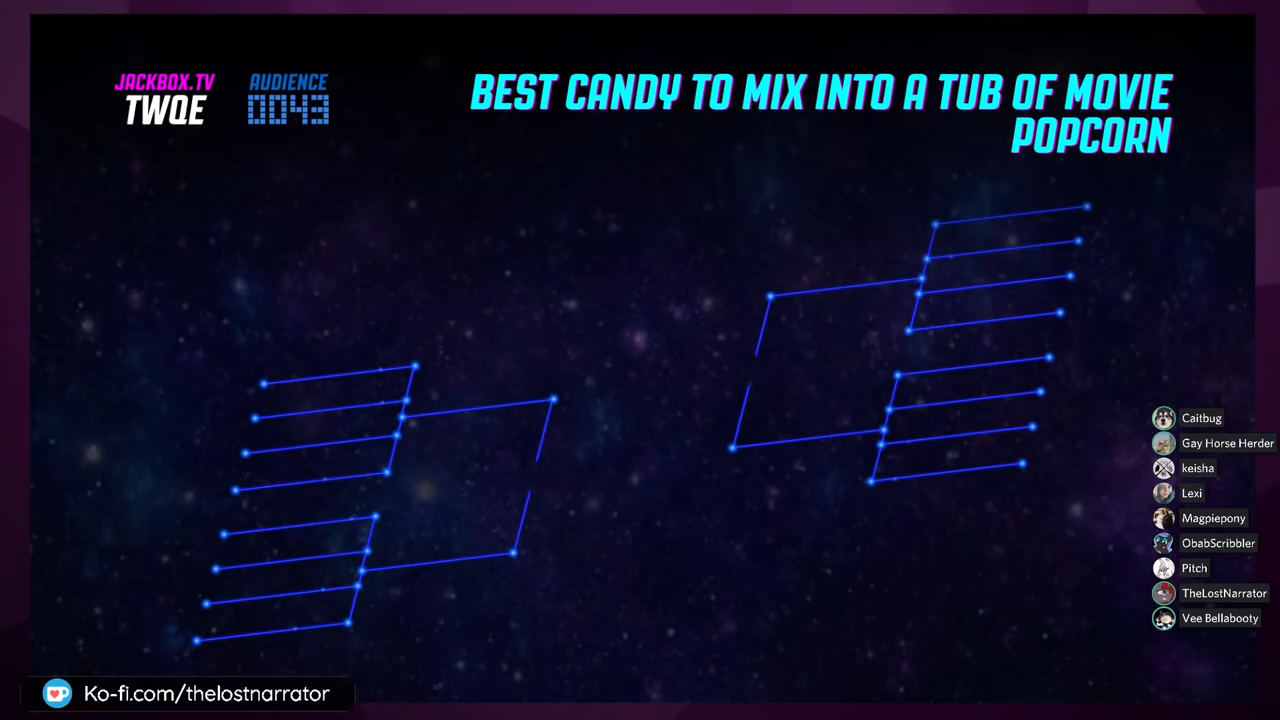 JACKBOX.TV
TWQE
AUDIENCE
0043
BEST CANDY TO MIX INTO A TUB OF MOVIE
POPCORN
Caitbug
Gay Horse Herder
keisha
Lexi
Magpiepony
ObabScribbler
Pitch
TheLostNarrator
Vee Bellabooty
Ko-fi.com/thelostnarrator